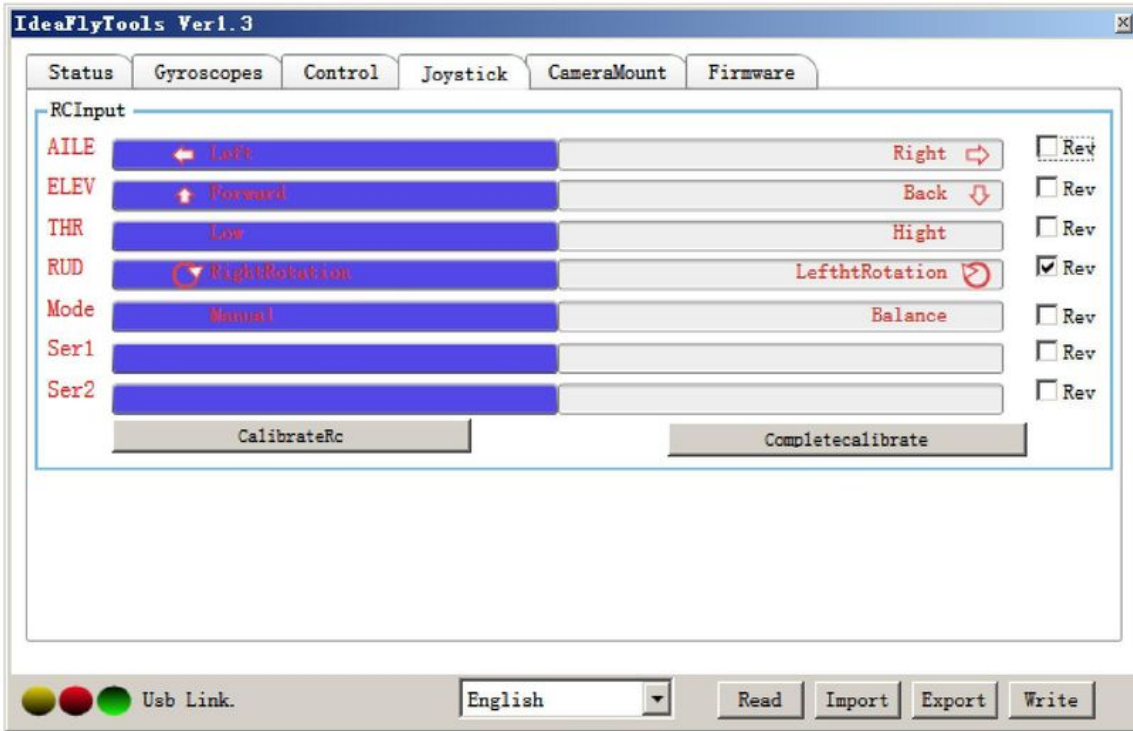 IdeaFlyTools Ver1.3
Status Gyroscopes Control Joystick CameraMount Firmware
RCInput
AILE Left Right Rev
ELEV Forward Back Rev
THR Low Hight Rev
RUD RightRotation LefthtRotation Rev
Mode Manual Balance Rev
Ser1 Rev
Ser2 Rev
CalibrateRc Completecalibrate
Usb Link. English Read Import Export Write